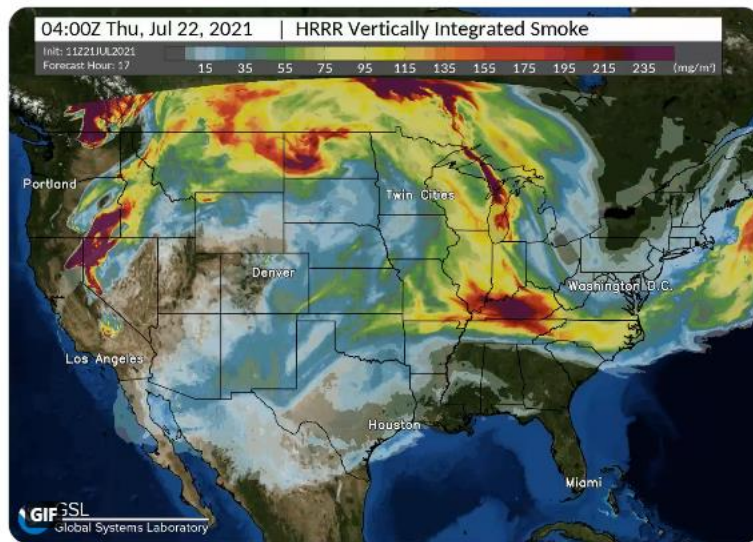 04:00Z Thu, Jul 22, 2021 | HRRR Vertically Integrated Smoke
Init: 11Z21JUL2021
Forecast Hour: 17
15 35 55 75 95 115 135 155 175 195 215 235 (mg/m²)
Portland
Twin Cities
Denver
Washington D.C.
Los Angeles
Houston
Miami
GIF GSL
Global Systems Laboratory